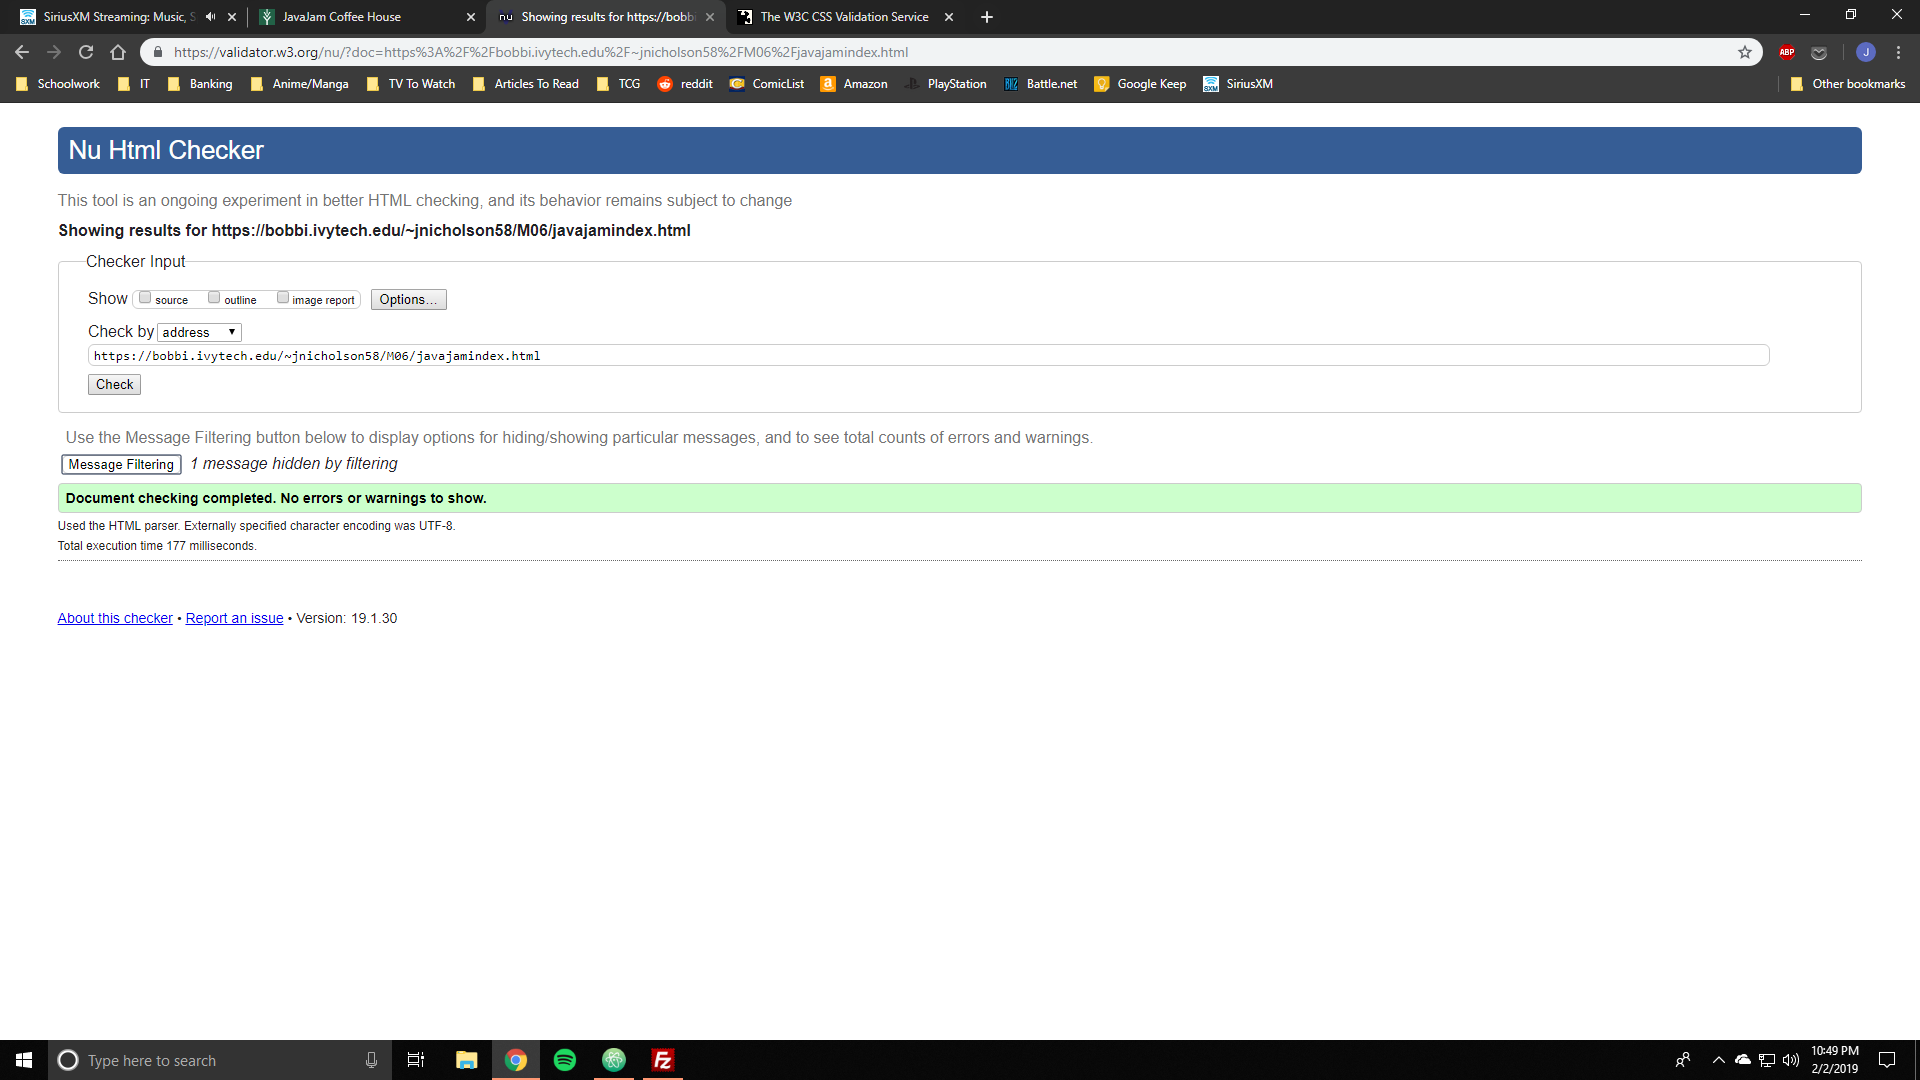 SiriusXM Streaming: Music, S
JavaJam Coffee House
nu Showing results for https://bobbi
The W3C CSS Validation Service
https://validator.w3.org/nu/?doc=https%3A%2F%2Fbobbi.ivytech.edu%2F~jnicholson58%2FM06%2Fjavajamindex.html
ABP
J
Schoolwork IT Banking Anime/Manga TV To Watch Articles To Read TCG reddit ComicList Amazon PlayStation Battle.net Google Keep SiriusXM Other bookmarks
Nu Html Checker
This tool is an ongoing experiment in better HTML checking, and its behavior remains subject to change
Showing results for https://bobbi.ivytech.edu/~jnicholson58/M06/javajamindex.html
Checker Input
Show source outline image report Options...
Check by address
https://bobbi.ivytech.edu/~jnicholson58/M06/javajamindex.html
Check
Use the Message Filtering button below to display options for hiding/showing particular messages, and to see total counts of errors and warnings.
Message Filtering 1 message hidden by filtering
Document checking completed. No errors or warnings to show.
Used the HTML parser. Externally specified character encoding was UTF-8.
Total execution time 177 milliseconds.
About this checker • Report an issue • Version: 19.1.30
Type here to search
Fz
10:49 PM
2/2/2019